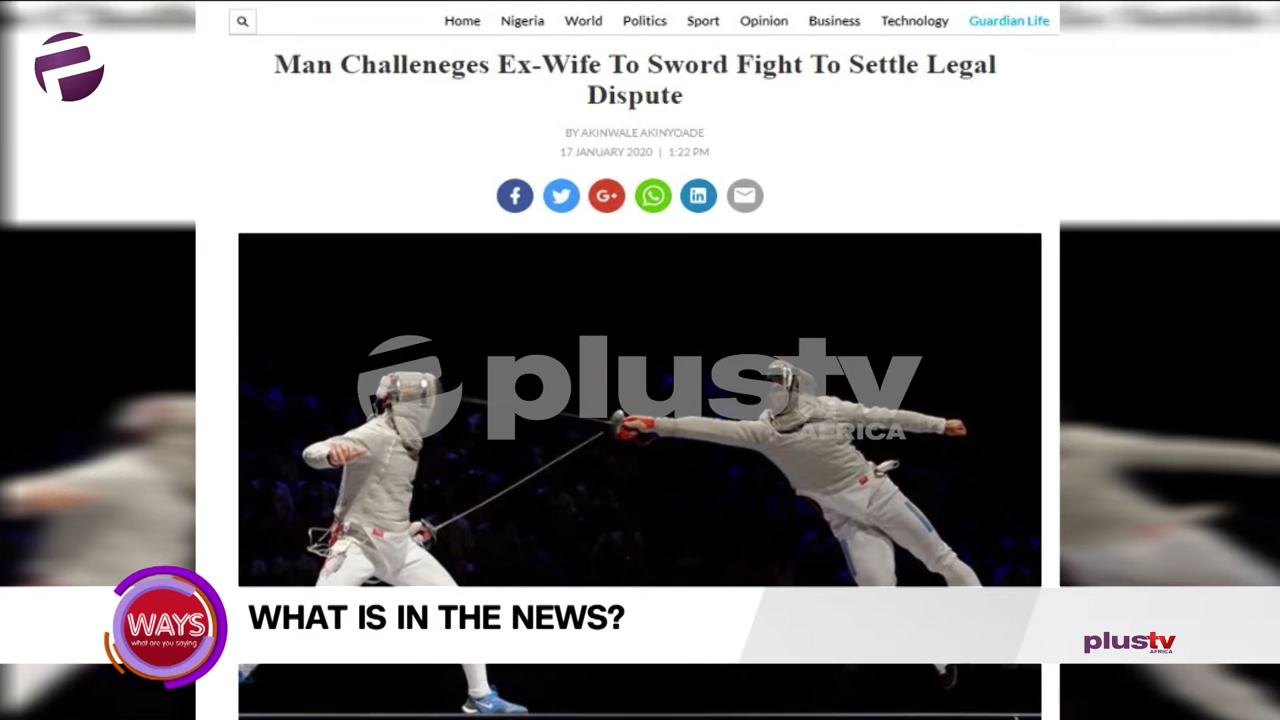 Home Nigeria World Politics Sport Opinion Business Technology Guardian Life
Man Challeneges Ex-Wife To Sword Fight To Settle Legal
Dispute
BY AKINWALE AKINYOADE
17 JANUARY 2020 | 1:22 PM
plustv
AFRICA
WAYS
what are you saying
WHAT IS IN THE NEWS?
plustv
AFRICA